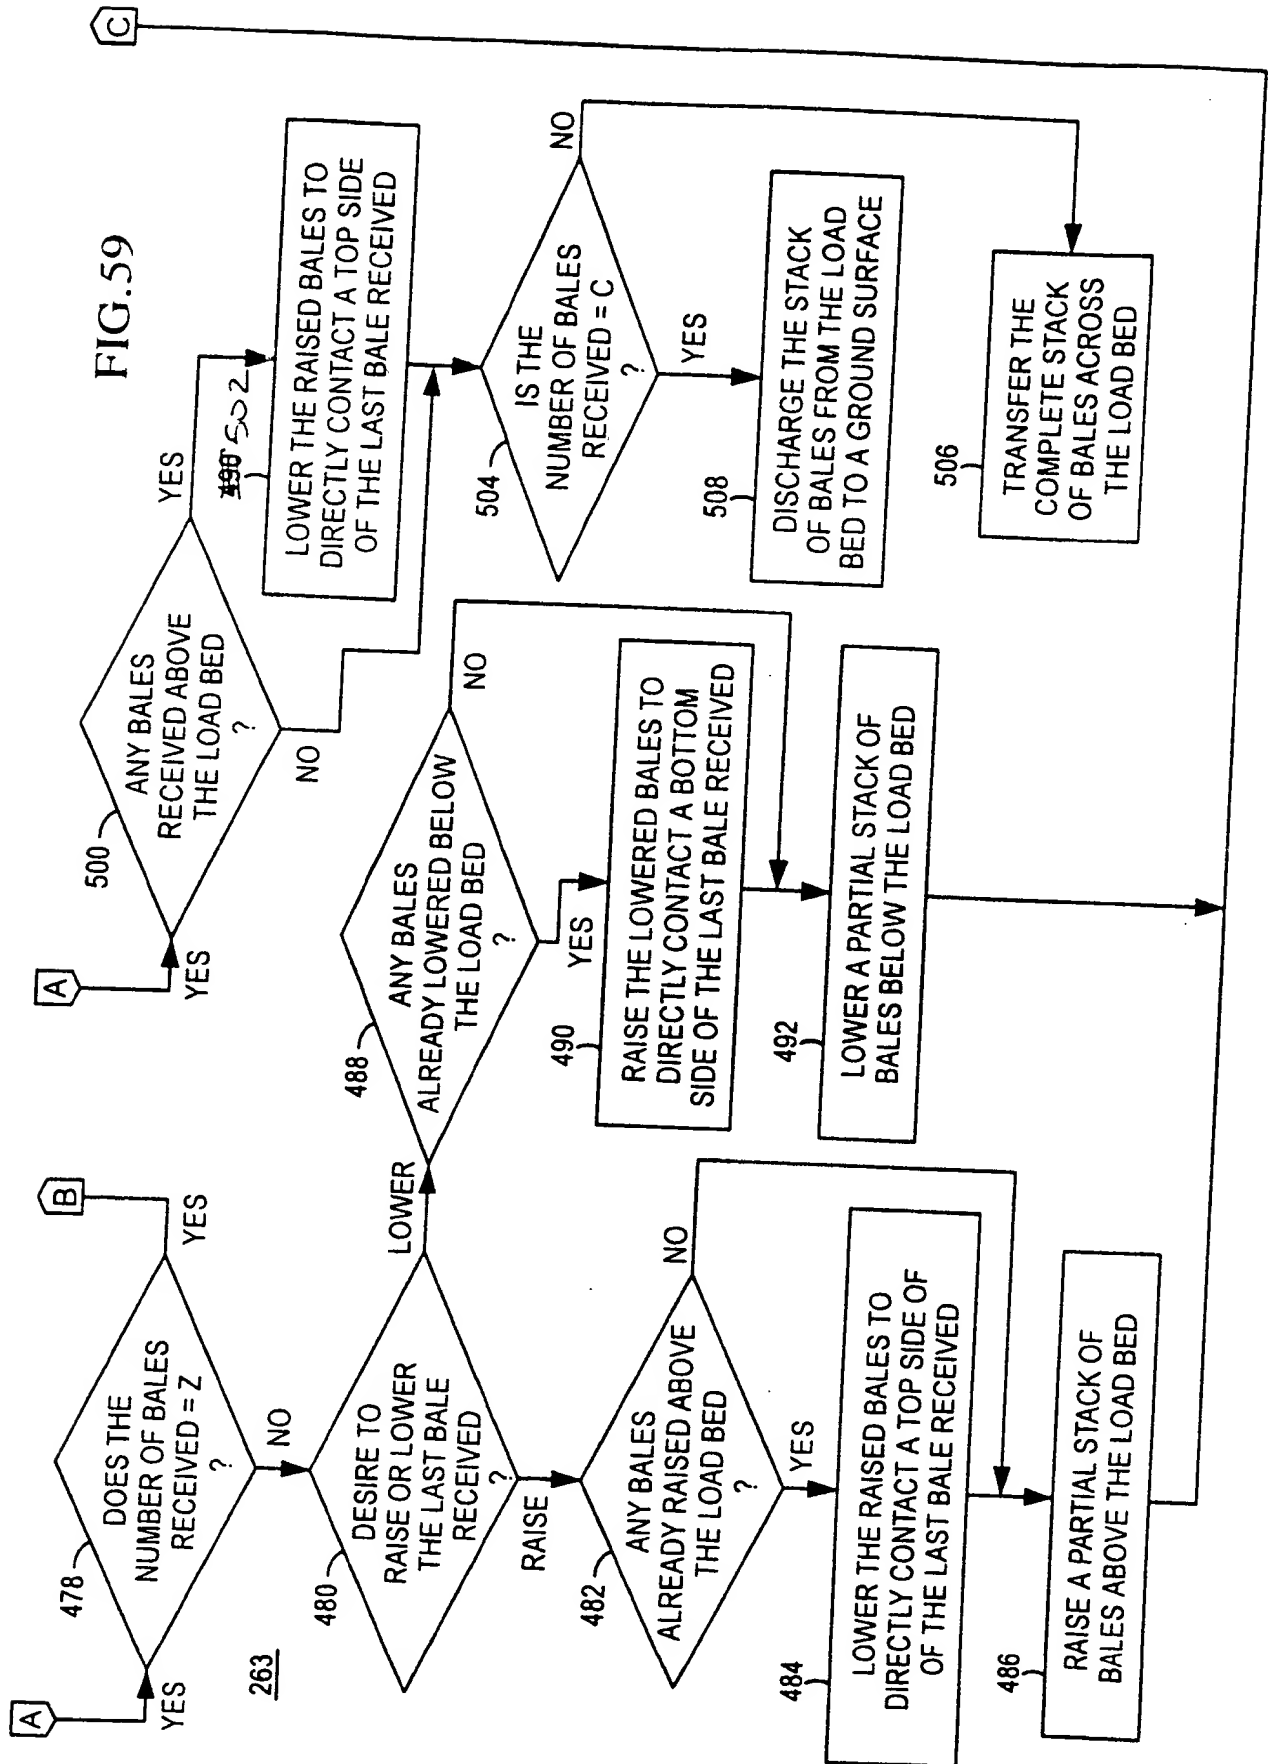 FIG.59
263
A
YES
478
DOES THE
NUMBER OF BALES
RECEIVED = Z
?
YES
B
NO
480
DESIRE TO
RAISE OR LOWER
THE LAST BALE
RECEIVED
?
LOWER
RAISE
482
ANY BALES
ALREADY RAISED ABOVE
THE LOAD BED
?
NO
YES
484
LOWER THE RAISED BALES TO
DIRECTLY CONTACT A TOP SIDE OF
OF THE LAST BALE RECEIVED
486
RAISE A PARTIAL STACK OF
BALES ABOVE THE LOAD BED
488
ANY BALES
ALREADY LOWERED BELOW
THE LOAD BED
?
NO
YES
490
RAISE THE LOWERED BALES TO
DIRECTLY CONTACT A BOTTOM
SIDE OF THE LAST BALE RECEIVED
492
LOWER A PARTIAL STACK OF
BALES BELOW THE LOAD BED
A
YES
500
ANY BALES
RECEIVED ABOVE
THE LOAD BED
?
YES
NO
502
LOWER THE RAISED BALES TO
DIRECTLY CONTACT A TOP SIDE
OF THE LAST BALE RECEIVED
504
IS THE
NUMBER OF BALES
RECEIVED = C
?
NO
YES
508
DISCHARGE THE STACK
OF BALES FROM THE LOAD
BED TO A GROUND SURFACE
506
TRANSFER THE
COMPLETE STACK
OF BALES ACROSS
THE LOAD BED
C